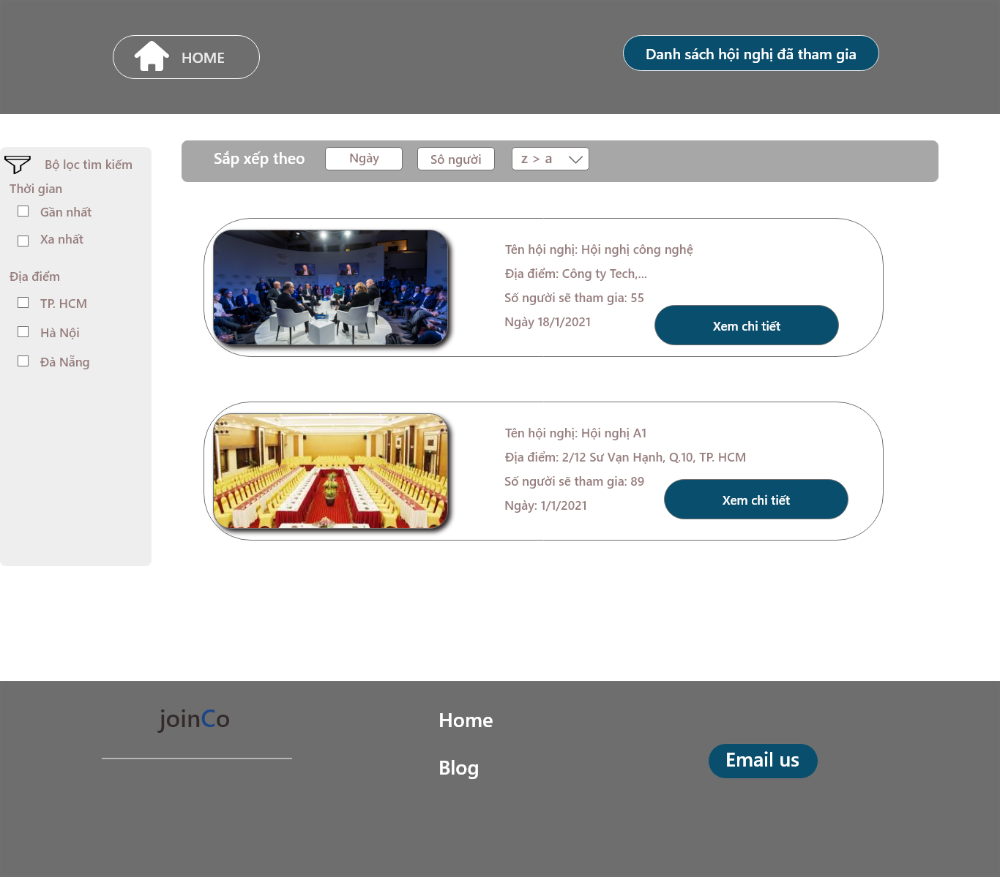 HOME
Danh sách hội nghị đã tham gia
Bộ lọc tìm kiếm
Thời gian
Gần nhất
Xa nhất
Địa điểm
TP. HCM
Hà Nội
Đà Nẵng
Sắp xếp theo
Ngày
Sô người
z > a
Tên hội nghị: Hội nghị công nghệ
Địa điểm: Công ty Tech,...
Số người sẽ tham gia: 55
Ngày 18/1/2021
Xem chi tiết
Tên hội nghị: Hội nghị A1
Địa điểm: 2/12 Sư Vạn Hạnh, Q.10, TP. HCM
Số người sẽ tham gia: 89
Ngày: 1/1/2021
Xem chi tiết
joinCo
Home
Blog
Email us